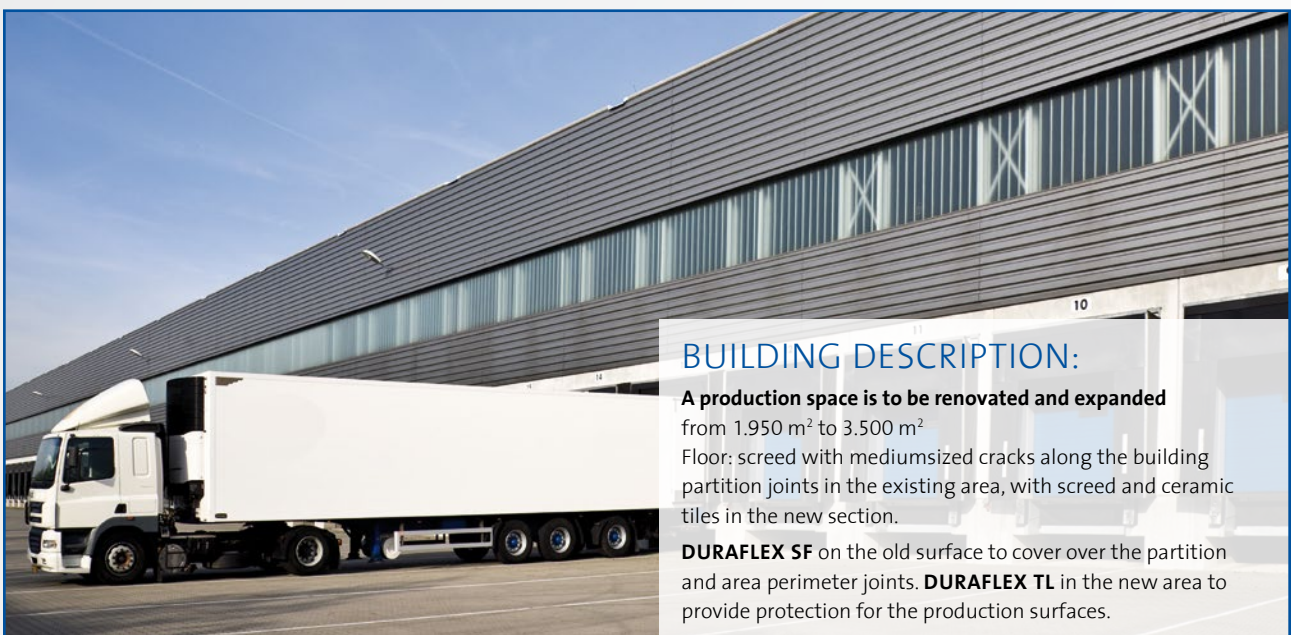 10
11
14
BUILDING DESCRIPTION:
A production space is to be renovated and expanded
from 1.950 m² to 3.500 m²
Floor: screed with mediumsized cracks along the building
partition joints in the existing area, with screed and ceramic
tiles in the new section.
DURAFLEX SF on the old surface to cover over the partition
and area perimeter joints. DURAFLEX TL in the new area to
provide protection for the production surfaces.